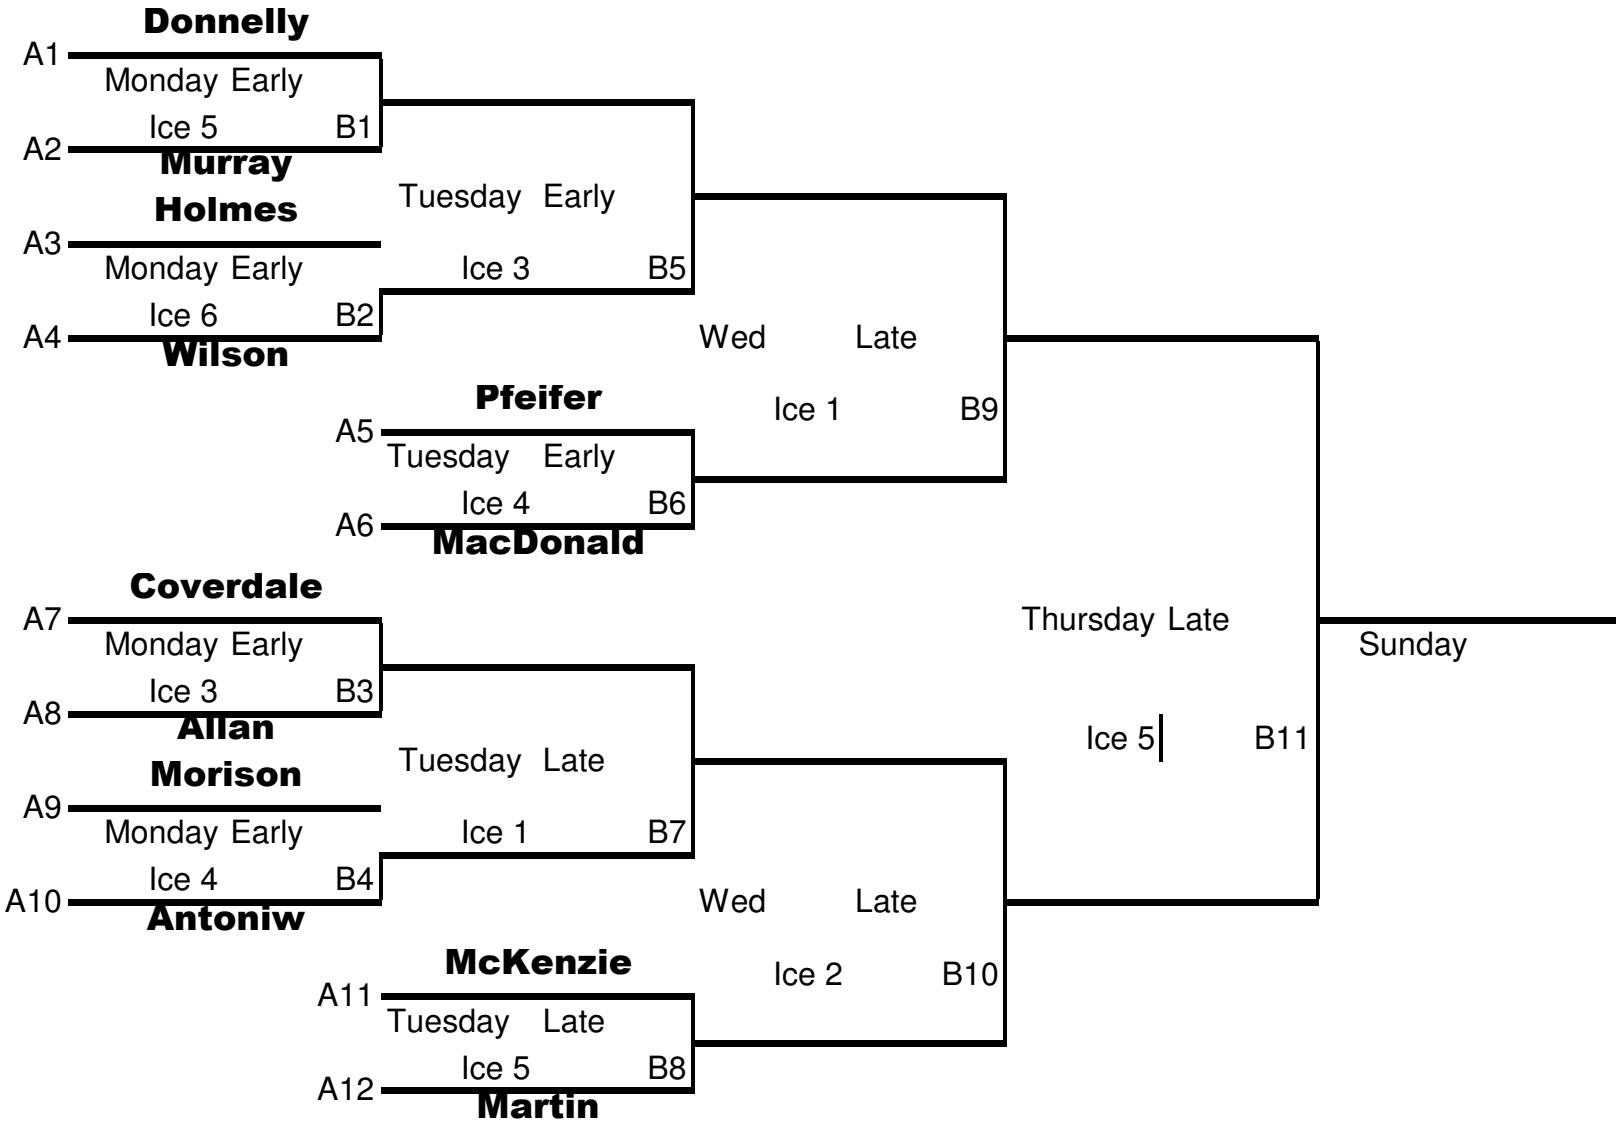 Donnelly
A1
Monday Early
Ice 5 B1
A2
Murray
Holmes
Tuesday Early
A3
Monday Early
Ice 3 B5
Ice 6 B2
A4
Wilson
Wed Late
Pfeifer
Ice 1 B9
A5
Tuesday Early
Ice 4 B6
A6
MacDonald
Coverdale
A7
Thursday Late
Monday Early
Sunday
Ice 3 B3
A8
Allan
Ice 5 B11
Morison
Tuesday Late
A9
Monday Early
Ice 1 B7
Ice 4 B4
A10
Antoniw
Wed Late
McKenzie
Ice 2 B10
A11
Tuesday Late
Ice 5 B8
A12
Martin